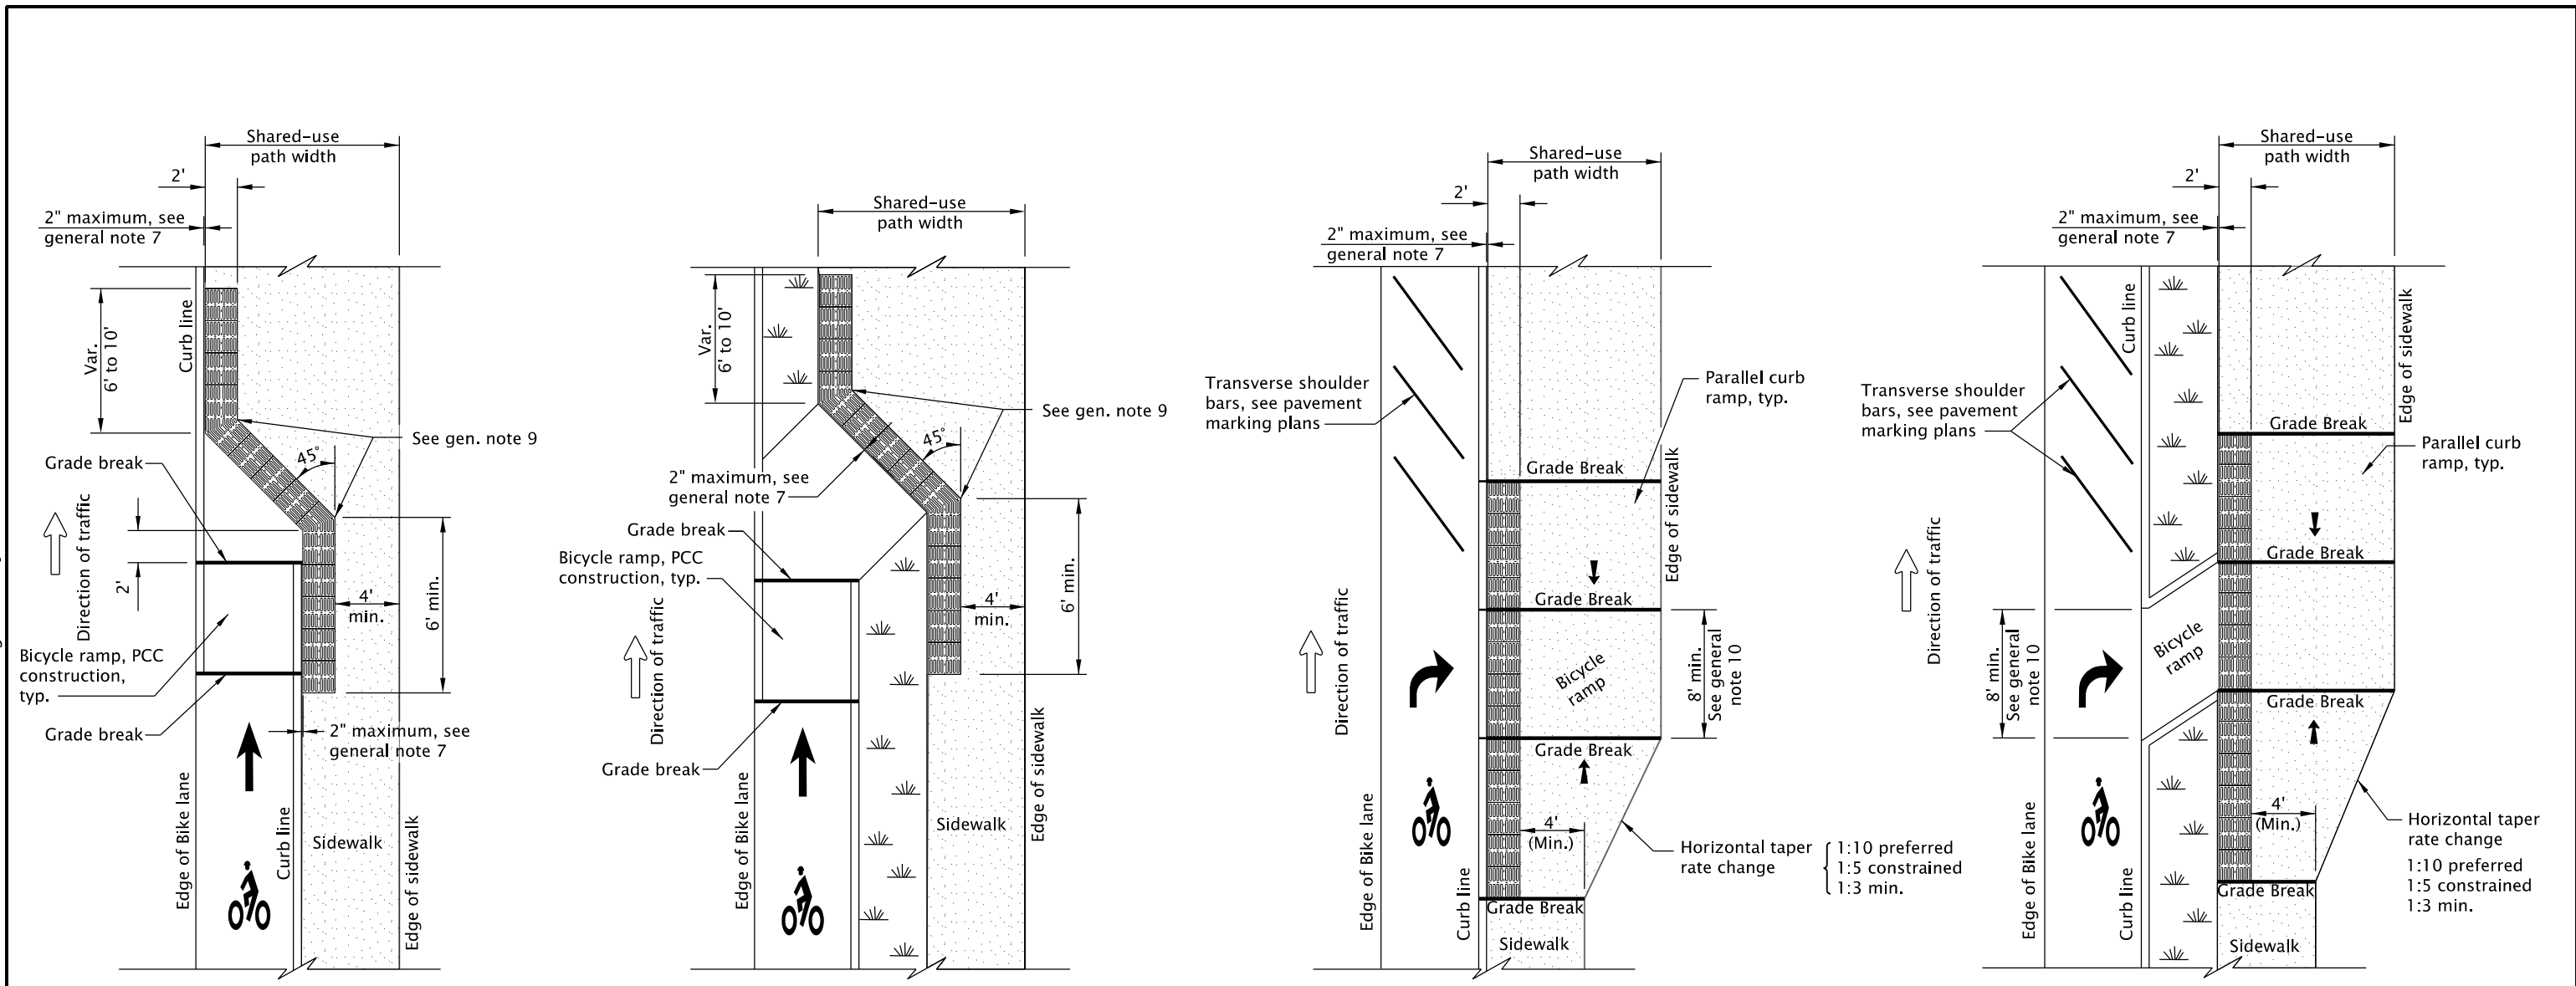 Shared-use
path width
2'
2" maximum, see
general note 7
Var.
6' to 10'
Curb line
See gen. note 9
45°
Grade break
Direction of traffic
2'
4'
min.
6' min.
Bicycle ramp, PCC
construction,
typ.
Grade break
2" maximum, see
general note 7
Edge of Bike lane
Curb line
Sidewalk
Edge of sidewalk
Shared-use
path width
Var.
6' to 10'
See gen. note 9
45°
2" maximum, see
general note 7
Grade break
Bicycle ramp, PCC
construction, typ.
4'
min.
6' min.
Direction of traffic
Grade break
Edge of Bike lane
Sidewalk
Edge of sidewalk
Shared-use
path width
2'
2" maximum, see
general note 7
Transverse shoulder
bars, see pavement
marking plans
Parallel curb
ramp, typ.
Grade Break
Edge of sidewalk
Grade Break
Direction of traffic
Bicycle
ramp
8' min.
See general
note 10
Grade Break
4'
(Min.)
Horizontal taper
rate change
1:10 preferred
1:5 constrained
1:3 min.
Edge of Bike lane
Curb line
Grade Break
Sidewalk
Shared-use
path width
2'
2" maximum, see
general note 7
Curb line
Edge of sidewalk
Transverse shoulder
bars, see pavement
marking plans
Grade Break
Parallel curb
ramp, typ.
Grade Break
Direction of traffic
8' min.
See general
note 10
Bicycle
ramp
Grade Break
4'
(Min.)
Horizontal taper
rate change
1:10 preferred
1:5 constrained
1:3 min.
Edge of Bike lane
Curb line
Grade Break
Sidewalk